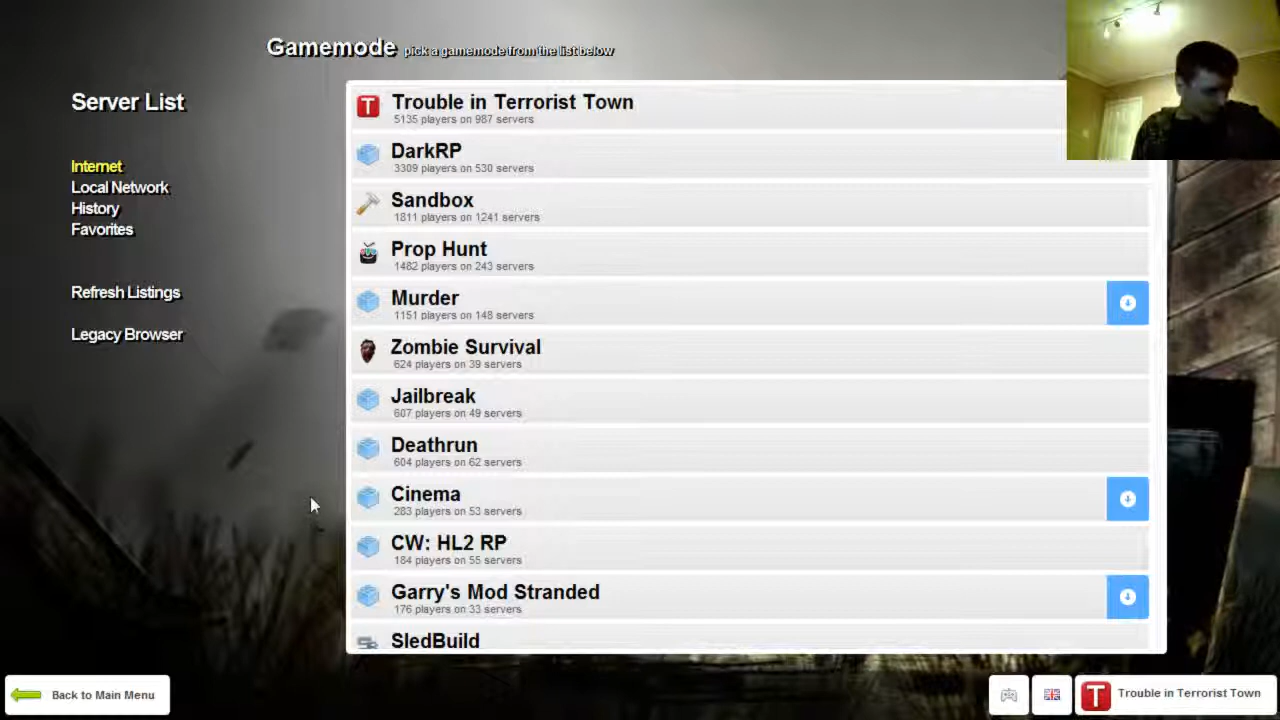 Gamemode pick a gamemode from the list below
Server List
Internet
Local Network
History
Favorites
Refresh Listings
Legacy Browser
T Trouble in Terrorist Town
5135 players on 987 servers
DarkRP
3309 players on 530 servers
Sandbox
1811 players on 1241 servers
Prop Hunt
1482 players on 243 servers
Murder
1151 players on 148 servers
Zombie Survival
624 players on 39 servers
Jailbreak
607 players on 49 servers
Deathrun
604 players on 62 servers
Cinema
283 players on 53 servers
CW: HL2 RP
184 players on 55 servers
Garry's Mod Stranded
176 players on 33 servers
SledBuild
Back to Main Menu
T Trouble in Terrorist Town